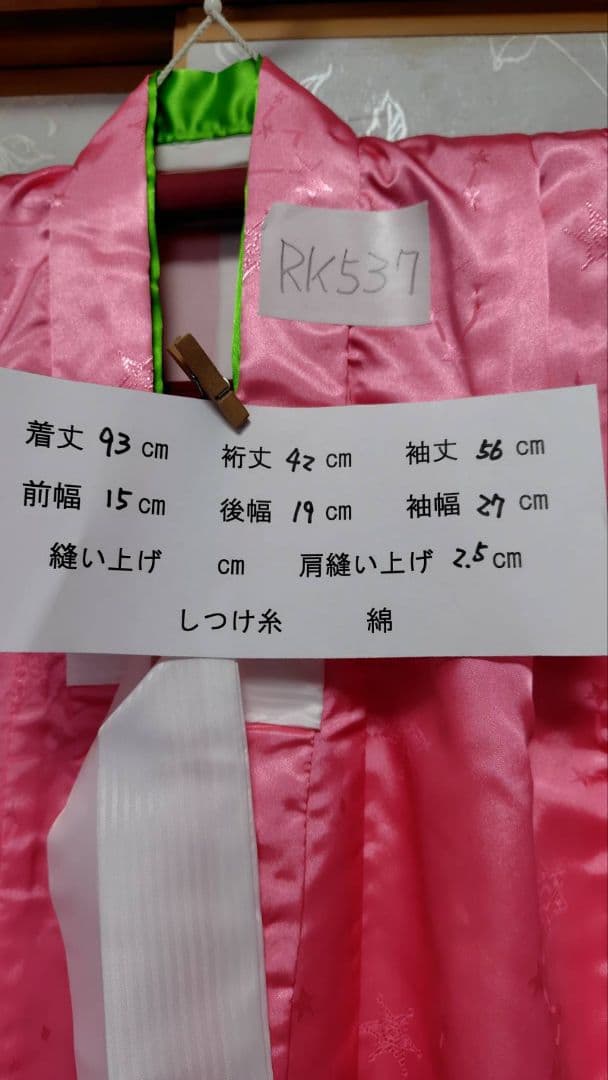 RK537
着丈 93 cm 裄丈 42 cm 袖丈 56 cm
前幅 15 cm 後幅 19 cm 袖幅 27 cm
縫い上げ cm 肩縫い上げ 2.5 cm
しつけ糸 綿